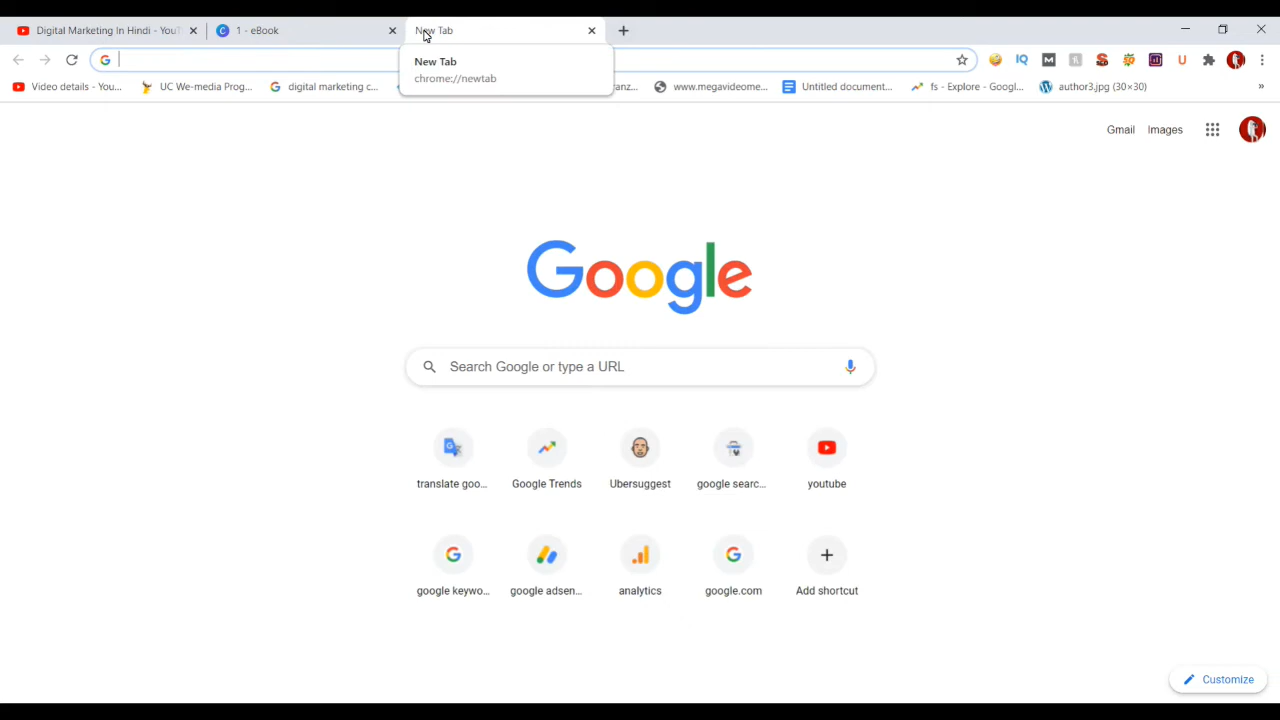 Digital Marketing In Hindi - YouT
1 - eBook
New Tab
New Tab
chrome://newtab
Video details - You...
UC We-media Prog...
digital marketing c...
ranz...
www.megavideome...
Untitled document...
fs - Explore - Googl...
author3.jpg (30×30)
»
Gmail
Images
Google
Search Google or type a URL
translate goo...
Google Trends
Ubersuggest
google searc...
youtube
google keywo...
google adsen...
analytics
google.com
Add shortcut
Customize